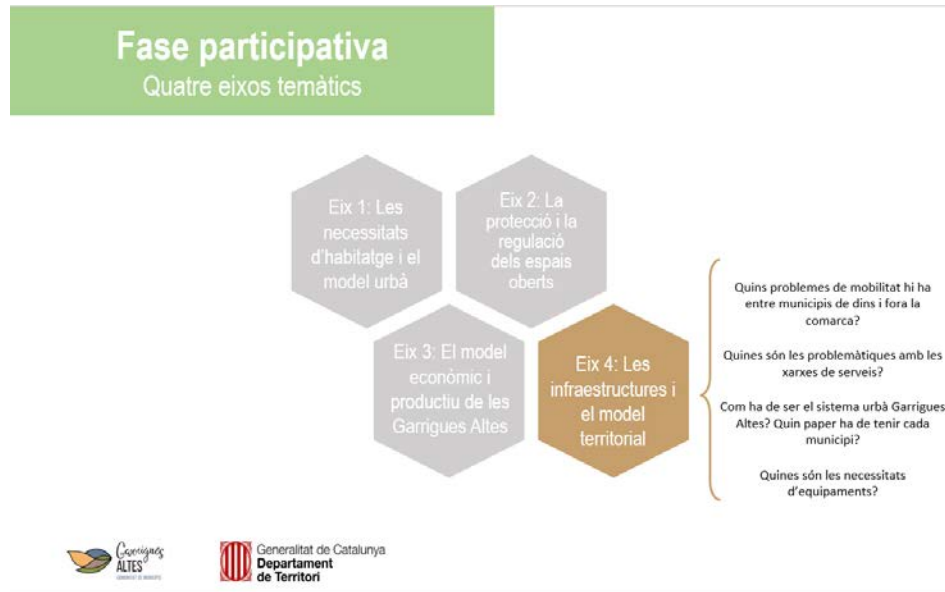 Fase participativa
Quatre eixos temàtics
Eix 1: Les
necessitats
d'habitatge i el
model urbà
Eix 2: La
protecció i la
regulació
dels espais
oberts
Eix 3: El model
econòmic i
productiu de les
Garrigues Altes
Eix 4: Les
infraestructures i
el model
territorial
Quins problemes de mobilitat hi ha
entre municipis de dins i fora la
comarca?
Quines són les problemàtiques amb les
xarxes de serveis?
Com ha de ser el sistema urbà Garrigues
Altes? Quin paper ha de tenir cada
municipi?
Quines són les necessitats
d'equipaments?
Garrigues
ALTES
Generalitat de Catalunya
Departament
de Territori